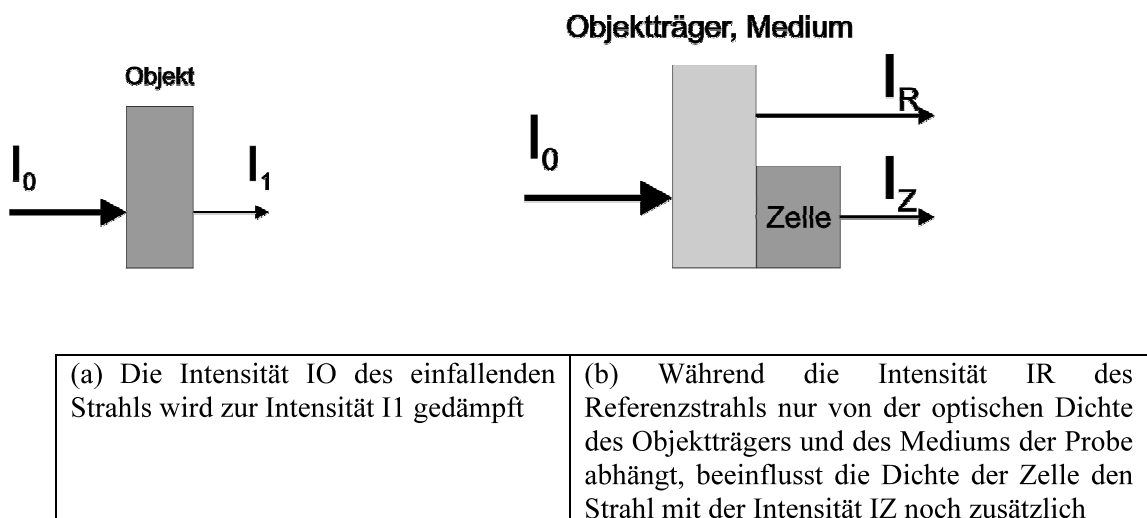 Objekt
I0
I1
Objektträger, Medium
I0
IR
Zelle
IZ
(a) Die Intensität IO des einfallenden
Strahls wird zur Intensität I1 gedämpft
(b) Während die Intensität IR des
Referenzstrahls nur von der optischen Dichte
des Objektträgers und des Mediums der Probe
abhängt, beeinflusst die Dichte der Zelle den
Strahl mit der Intensität IZ noch zusätzlich